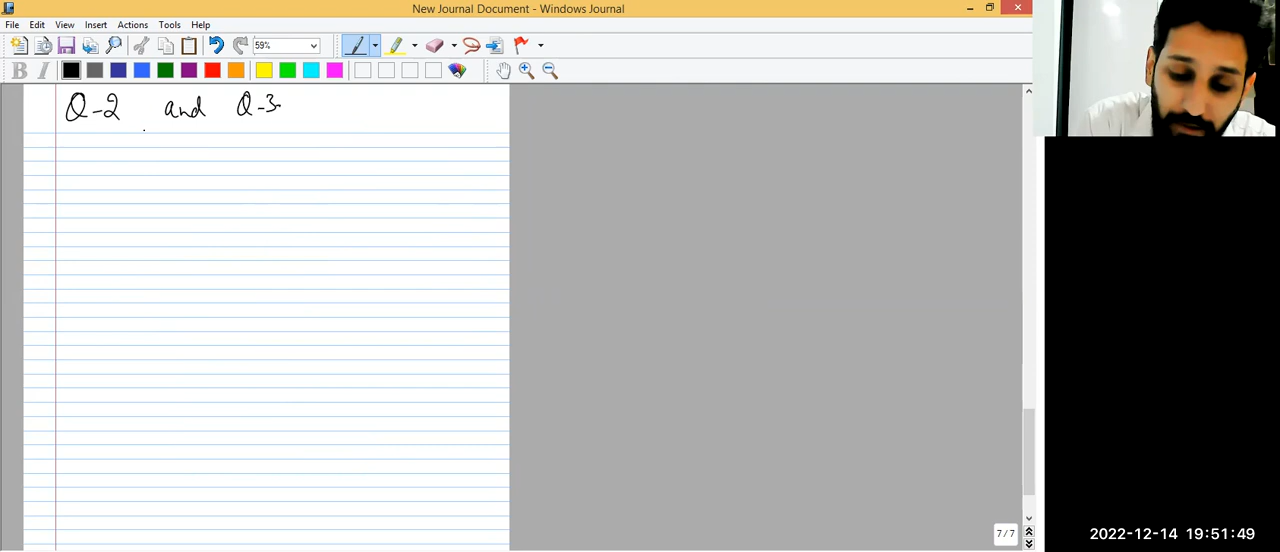 New Journal Document - Windows Journal
File Edit View Insert Actions Tools Help
59%
B I
Q-2 and Q-3
7/7
2022-12-14 19:51:49